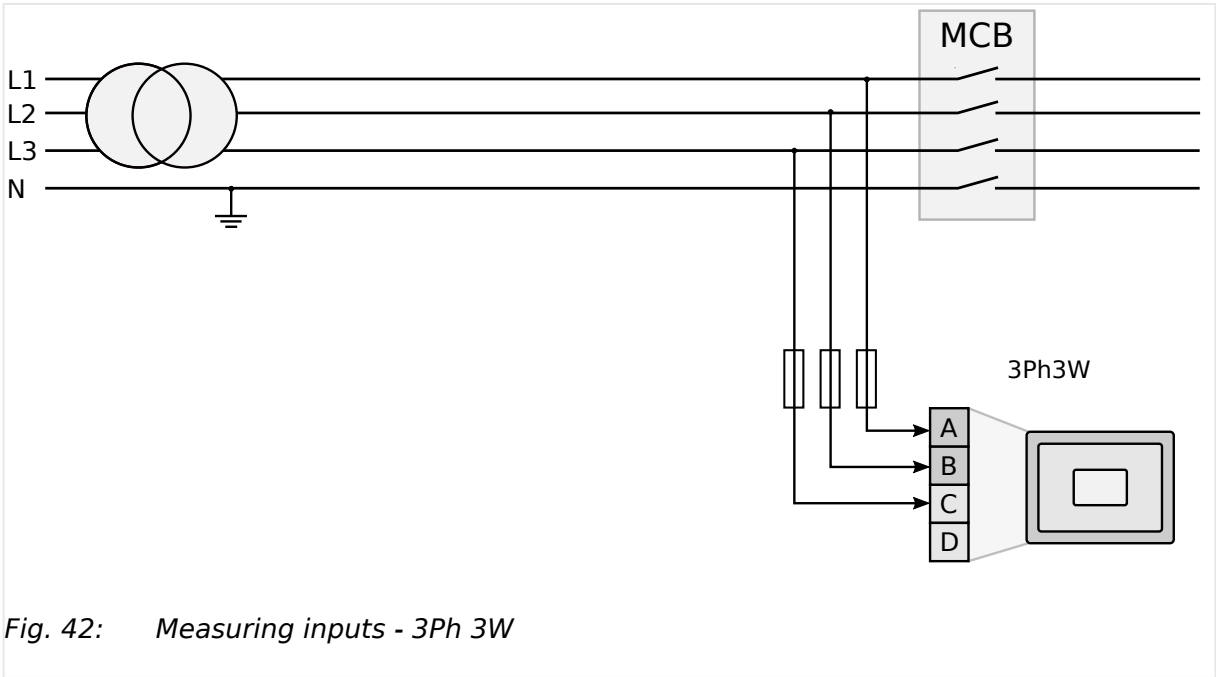 MCB
L1
L2
L3
N
3Ph3W
A
B
C
D
Fig. 42: Measuring inputs - 3Ph 3W